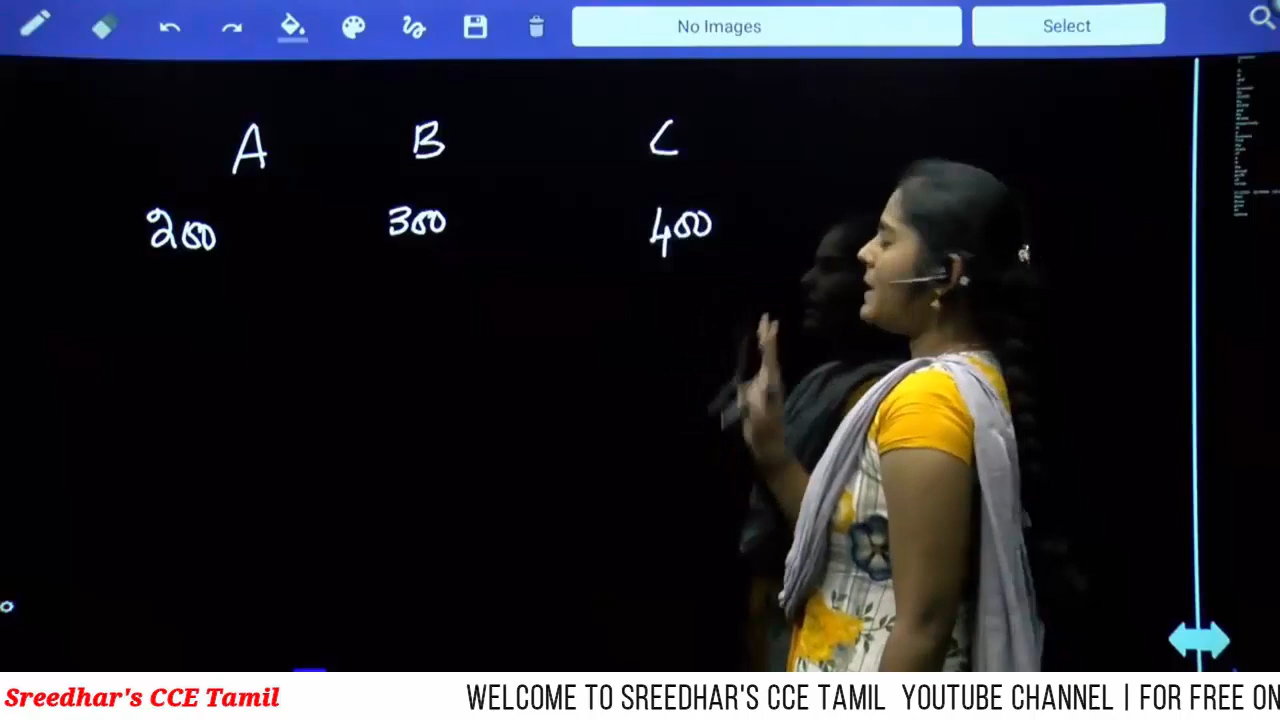 No Images Select
A B C
200 300 400
Sreedhar's CCE Tamil WELCOME TO SREEDHAR'S CCE TAMIL YOUTUBE CHANNEL | FOR FREE ON